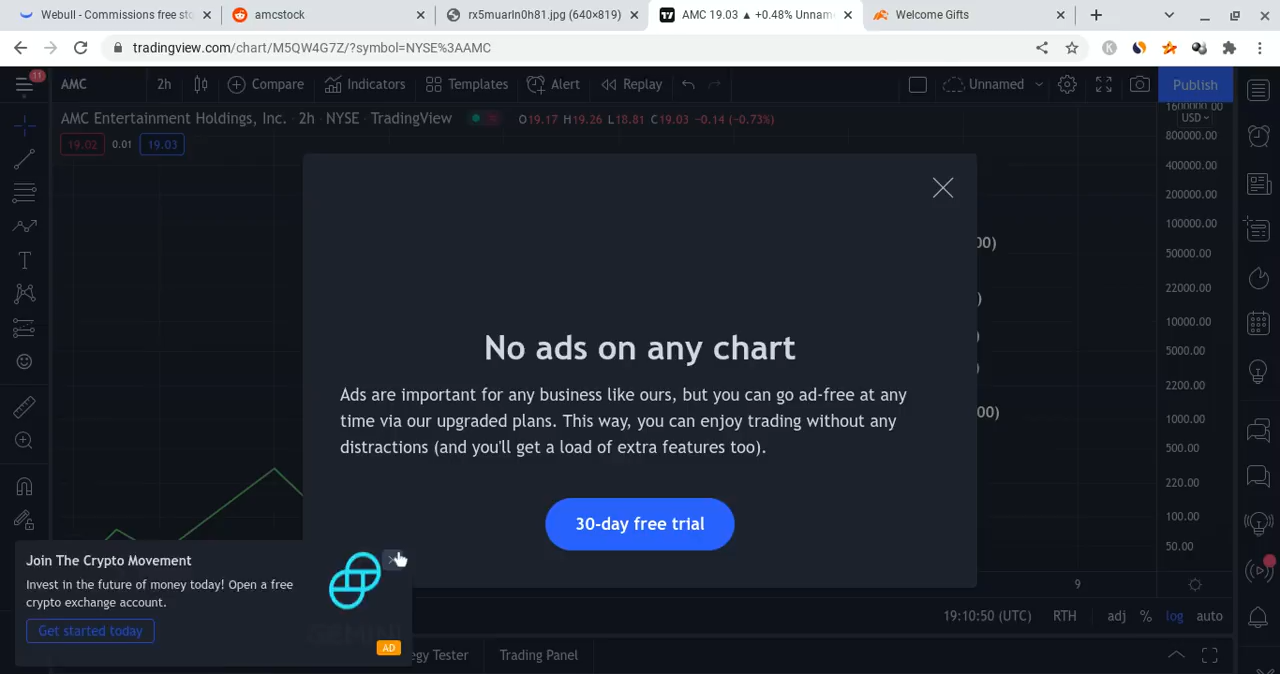 Webull - Commissions free sto
amcstock
rx5muarln0h81.jpg (640×819)
AMC 19.03 ▲ +0.48% Unnam
Welcome Gifts
tradingview.com/chart/M5QW4G7Z/?symbol=NYSE%3AAMC
11
AMC
2h
Compare
Indicators
Templates
Alert
Replay
Unnamed
Publish
AMC Entertainment Holdings, Inc. · 2h · NYSE · TradingView
O19.17 H19.26 L18.81 C19.03 −0.14 (−0.73%)
19.02
0.01
19.03
1600000.00
USD
800000.00
400000.00
200000.00
100000.00
50000.00
22000.00
10000.00
5000.00
2200.00
1000.00
500.00
220.00
100.00
50.00
00)
)
)
)
00)
No ads on any chart
Ads are important for any business like ours, but you can go ad-free at any
time via our upgraded plans. This way, you can enjoy trading without any
distractions (and you'll get a load of extra features too).
30-day free trial
Join The Crypto Movement
Invest in the future of money today! Open a free
crypto exchange account.
Get started today
AD
9
19:10:50 (UTC)
RTH
adj
%
log
auto
egy Tester
Trading Panel